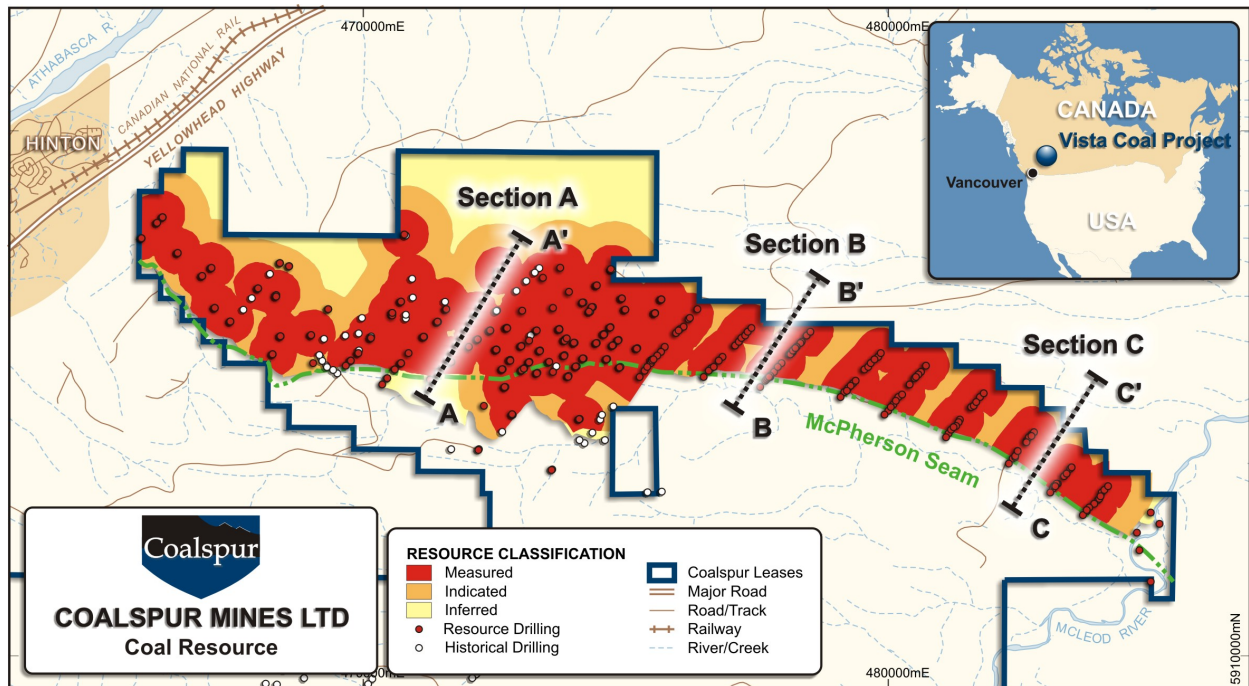 470000mE
480000mE
ATHABASCA R.
CANADIAN NATIONAL RAIL
YELLOWHEAD HIGHWAY
HINTON
CANADA
Vista Coal Project
Vancouver
USA
Section A
A'
Section B
B'
Section C
C'
A
B
McPherson Seam
C
Coalspur
COALSPUR MINES LTD
Coal Resource
RESOURCE CLASSIFICATION
Measured
Indicated
Inferred
Resource Drilling
Historical Drilling
Coalspur Leases
Major Road
Road/Track
Railway
River/Creek
MCLEOD RIVER
480000mE
5910000mN